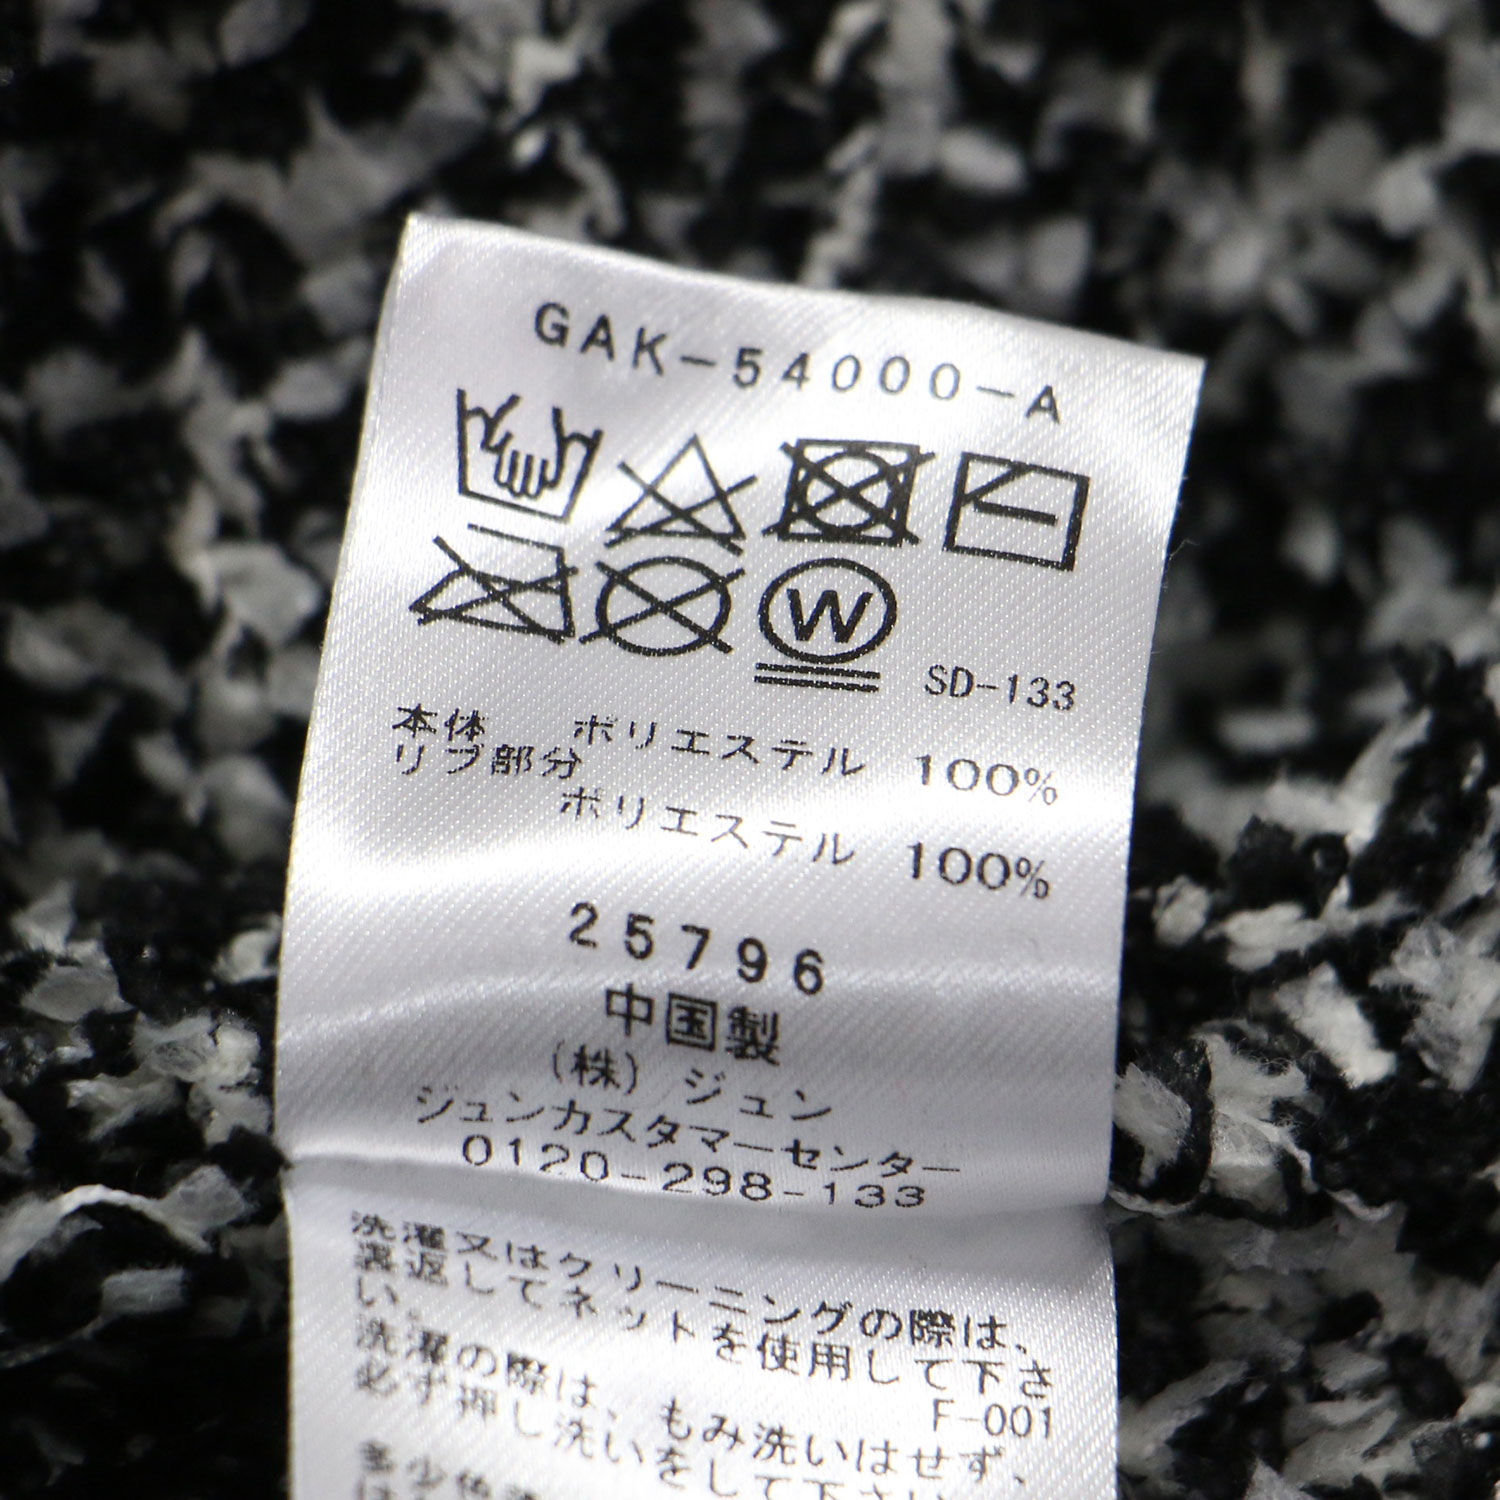 GAK-54000-A
W
SD-133
本体 ポリエステル 100%
リブ部分
ポリエステル 100%
25796
中国製
(株) ジュン
ジュンカスタマーセンター
0120-298-133
洗濯又はクリーニングの際は、
裏返してネットを使用して下さ
い。
F-001
洗濯の際は、もみ洗いはせず、
必ず押し洗いをして下さい
多少色